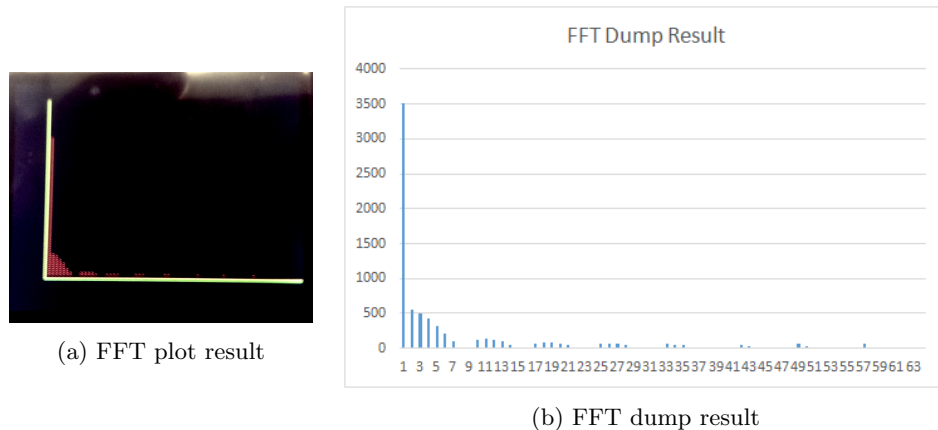 FFT Dump Result
4000
3500
3000
2500
2000
1500
1000
500
0
1 3 5 7 9 11 13 15 17 19 21 23 25 27 29 31 33 35 37 39 41 43 45 47 49 51 53 55 57 59 61 63
(a) FFT plot result
(b) FFT dump result